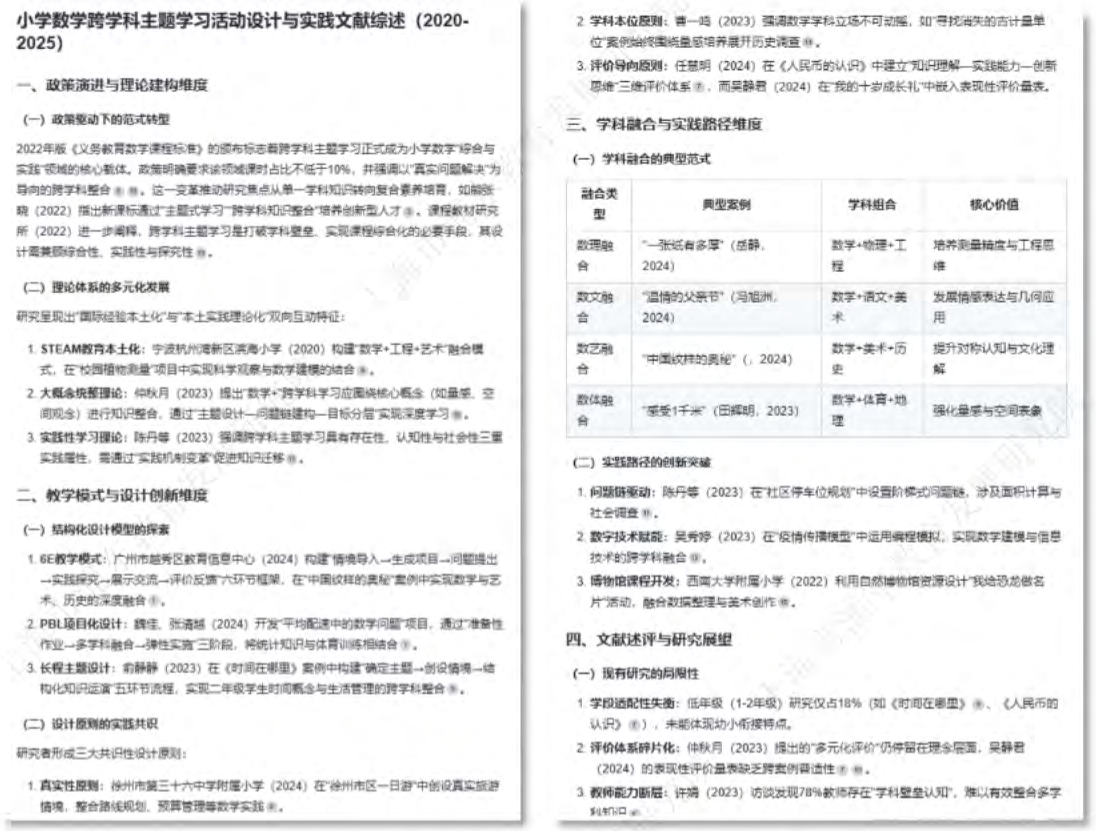 小学数学跨学科主题学习活动设计与实践文献综述（2020-
2025）
一、政策演进与理论建构维度
（一）政策驱动下的范式转型
2022年版《义务教育数学课程标准》的颁布标志着跨学科主题学习正式成为小学数学“综合与
实践”领域的核心载体。政策明确要求该领域课时占比不低于10%，并强调以“真实问题解决”为
导向的跨学科整合。这一变革推动研究焦点从单一学科知识转向复合素养培育，如熊张
晓（2022）指出新课标通过“主题式学习”“跨学科知识整合”培养创新型人才。课程教材研究
所（2022）进一步阐释，跨学科主题学习是打破学科壁垒、实现课程综合化的必要手段，其设
计需兼顾综合性、实践性与探究性。
（二）理论体系的多元化发展
研究呈现出“国际经验本土化”与“本土实践理论化”双向互动特征：
1. STEAM教育本土化：宁波杭州湾新区滨海小学（2020）构建“数学+工程+艺术”融合模
式，在“校园植物测量”项目中实现科学观察与数学建模的结合。
2. 大概念统整理论：仲秋月（2023）提出“数学+”跨学科学习应围绕核心概念（如量感、空
间观念）进行知识整合，通过“主题设计—问题链建构—目标分层”实现深度学习。
3. 实践性学习理论：陈丹等（2023）强调跨学科主题学习具有存在性、认知性与社会性三重
实践属性，需通过“实践机制变革”促进知识迁移。
二、教学模式与设计创新维度
（一）结构化设计模型的探索
1. 6E教学模式：广州市越秀区教育信息中心（2024）构建“情境导入→生成项目→问题提出
→实践探究→展示交流→评价反馈”六环节框架，在“中国纹样的奥秘”案例中实现数学与艺
术、历史的深度融合。
2. PBL项目化设计：魏佳、张清越（2024）开发“平均配速中的数学问题”项目，通过“准备性
作业→多学科融合→弹性实施”三阶段，将统计知识与体育训练相结合。
3. 长程主题设计：俞静静（2023）在《时间在哪里》案例中构建“确定主题→创设情境→结
构化知识运演”五环节流程，实现二年级学生时间概念与生活管理的跨学科整合。
（二）设计原则的实践共识
研究者形成三大共识性设计原则：
1. 真实性原则：徐州市第三十六中学附属小学（2024）在“徐州市区一日游”中创设真实旅游
情境，整合路线规划、预算管理等数学实践。
2. 学科本位原则：曹一鸣（2023）强调数学学科立场不可动摇，如“寻找消失的古计量单
位”案例始终围绕量感培养展开历史调查。
3. 评价导向原则：任慧明（2024）在《人民币的认识》中建立“知识理解—实践能力—创新
思维”三维评价体系，而吴静君（2024）在“我的十岁成长礼”中嵌入表现性评价量表。
三、学科融合与实践路径维度
（一）学科融合的典型范式
融合类型 典型案例 学科组合 核心价值
数理融合 “一张纸有多厚”（岳静，2024） 数学+物理+工程 培养测量精度与工程思维
数文融合 “温情的父亲节”（冯旭洲，2024） 数学+语文+美术 发展情感表达与几何应用
数艺融合 “中国纹样的奥秘”（，2024） 数学+美术+历史 提升对称认知与文化理解
数体融合 “感受1千米”（田辉明，2023） 数学+体育+地理 强化量感与空间表象
（二）实践路径的创新突破
1. 问题链驱动：陈丹等（2023）在“社区停车位规划”中设置阶梯式问题链，涉及面积计算与
社会调查。
2. 数字技术赋能：吴秀婷（2023）在“疫情传播模型”中运用编程模拟，实现数学建模与信息
技术的跨学科融合。
3. 博物馆课程开发：西南大学附属小学（2022）利用自然博物馆资源设计“我给恐龙做名
片”活动，融合数据整理与美术创作。
四、文献述评与研究展望
（一）现有研究的局限性
1. 学段适配性失衡：低年级（1-2年级）研究仅占18%（如《时间在哪里》、《人民币的
认识》），未能体现幼小衔接特点。
2. 评价体系碎片化：仲秋月（2023）提出的“多元化评价”仍停留在理念层面，吴静君
（2024）的表现性评价量表缺乏跨案例普适性。
3. 教师能力断层：许娟（2023）访谈发现78%教师存在“学科壁垒认知”，难以有效整合多学
科知识